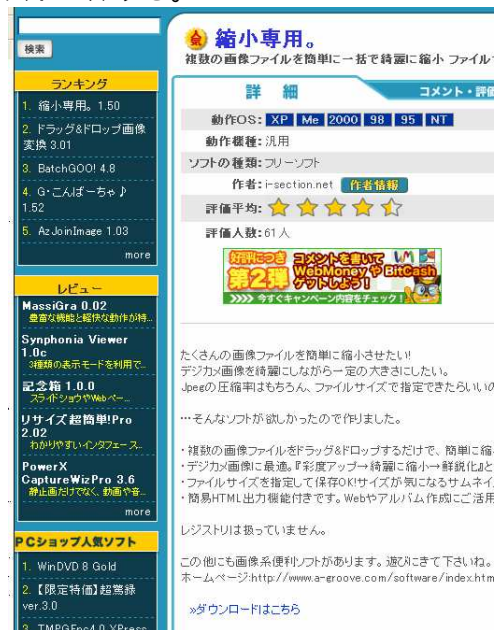 検索
ランキング
1. 縮小専用。1.50
2. ドラッグ&ドロップ画像
変換 3.01
3. BatchGOO! 4.8
4. G・こんぱーちゃ♪
1.52
5. AzJoinImage 1.03
more
レビュー
MassiGra 0.02
豊富な機能と軽快な動作が特...
Synphonia Viewer
1.0c
3種類の表示モードを利用で...
記念箱 1.0.0
スライドショウやWebペー...
リサイズ超簡単!Pro
2.02
わかりやすいインタフェース...
PowerX
CaptureWizPro 3.6
静止画だけでなく、動画や音...
more
PCショップ人気ソフト
1. WinDVD 8 Gold
2. 【限定特価】超驚録
ver.3.0
3. TMPGEnc4.0 XPress
縮小専用。
複数の画像ファイルを簡単に一括で綺麗に縮小 ファイル
詳細
コメント・評価
動作OS: XP Me 2000 98 95 NT
動作機種: 汎用
ソフトの種類: フリーソフト
作者: i-section.net 作者情報
評価平均:
評価人数: 61人
好評につき
第2弾
コメントを書いて
WebMoneyやBitCash
ゲットしよう!
>>>> 今すぐキャンペーン内容をチェック!
たくさんの画像ファイルを簡単に縮小させたい!
デジカメ画像を綺麗にしながら一定の大きさにしたい。
Jpegの圧縮率はもちろん、ファイルサイズで指定できたらいいの
…そんなソフトが欲しかったので作りました。
・複数の画像ファイルをドラッグ&ドロップするだけで、簡単に縮
・デジカメ画像に最適。『彩度アップ→綺麗に縮小→鮮鋭化』と
・ファイルサイズを指定して保存OK!サイズが気になるサムネイ
・簡易HTML出力機能付きです。Webやアルバム作成にご活用
レジストリは扱っていません。
この他にも画像系便利ソフトがあります。遊びにきて下さいね。
ホームページ:http://www.a-groove.com/software/index.htm
»ダウンロードはこちら